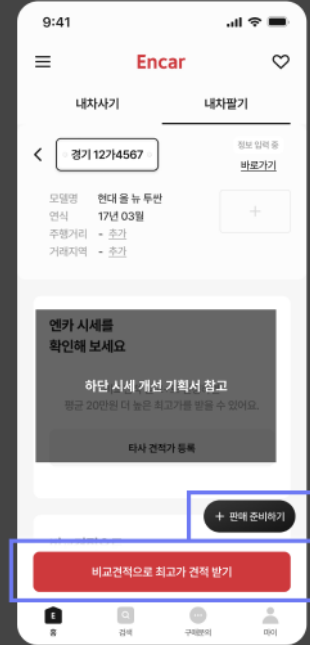 9:41
Encar
내차사기 내차팔기
경기 12가4567 정보 입력 중
바로가기
모델명 현대 올 뉴 투싼
연식 17년 03월
주행거리 - 추가
거래지역 - 추가
엔카 시세를
확인해 보세요
하단 시세 개선 기획서 참고
평균 20만원 더 높은 최고가를 받을 수 있어요.
타사 견적가 등록
+ 판매 준비하기
비교견적으로 최고가 견적 받기
E
홈 검색 구매문의 마이